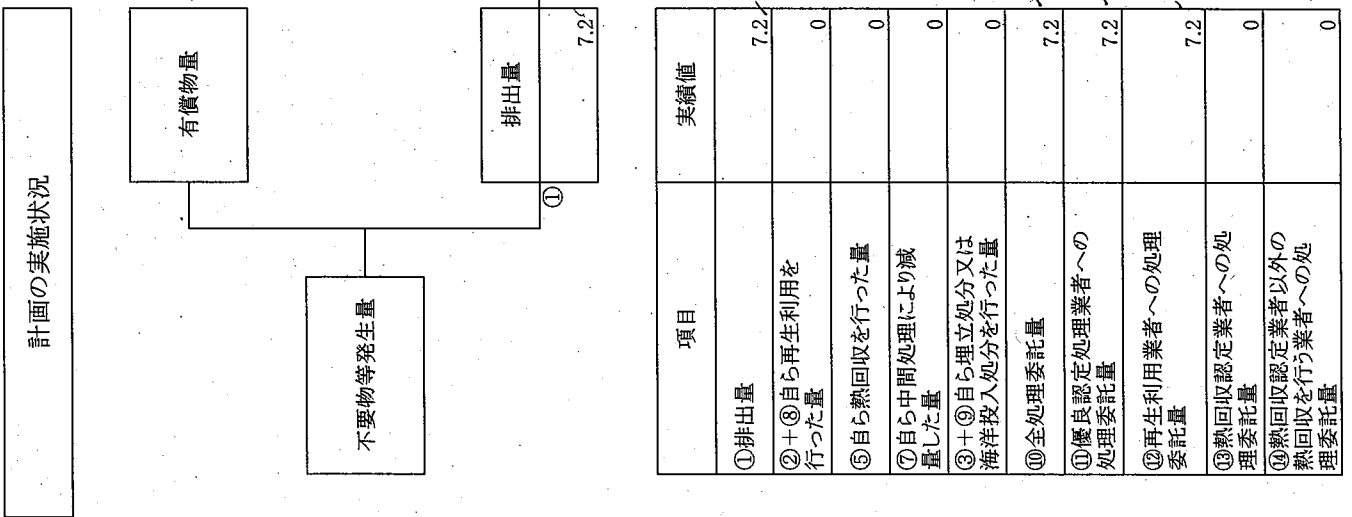 計画の実施状況
有償物量
不要物等発生量
排出量
①
7.2
項目 実績値
①排出量 7.2
②+⑧自ら再生利用を
行った量 0
⑤自ら熱回収を行った量 0
⑦自ら中間処理により減
量した量 0
③+⑨自ら埋立処分又は
海洋投入処分を行った量 0
⑩全処理委託量 7.2
⑪優良認定処理業者への
処理委託量 7.2
⑫再生利用業者への処理
委託量 7.2
⑬熱回収認定業者への処
理委託量 0
⑭熱回収認定業者以外の
熱回収を行う業者への処
理委託量 0